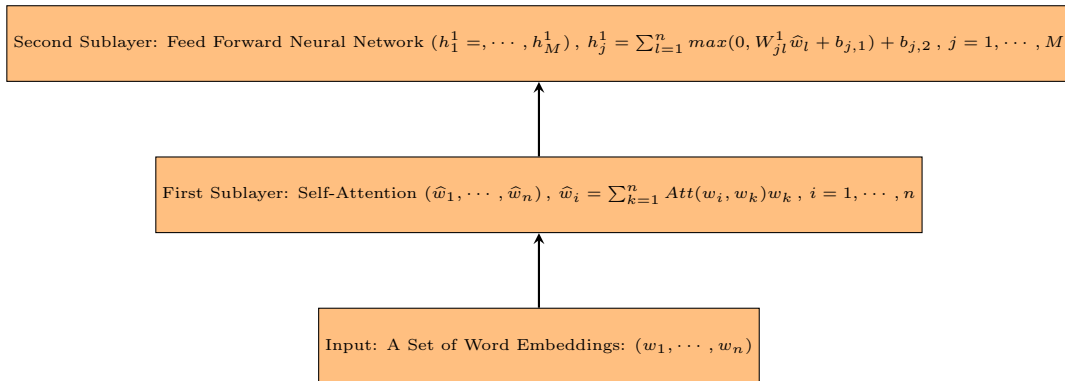 Second Sublayer: Feed Forward Neural Network $(h_1^1 =, \cdots, h_M^1)$, $h_j^1 = \sum_{l=1}^{n} max(0, W_{jl}^1 \widehat{w}_l + b_{j,1}) + b_{j,2}$, $j = 1, \cdots, M$
First Sublayer: Self-Attention $(\widehat{w}_1, \cdots, \widehat{w}_n)$, $\widehat{w}_i = \sum_{k=1}^{n} Att(w_i, w_k) w_k$, $i = 1, \cdots, n$
Input: A Set of Word Embeddings: $(w_1, \cdots, w_n)$